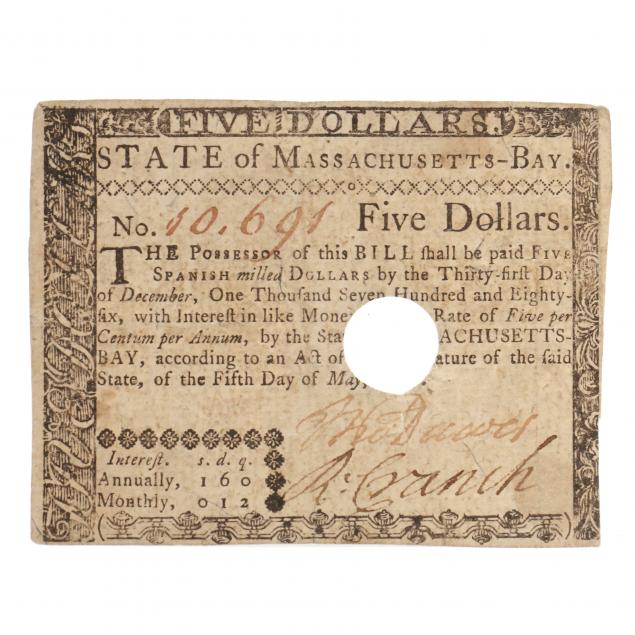 FIVE DOLLARS.
STATE of MASSACHUSETTS-BAY.
No. 10.691 Five Dollars.
THE POSSESSOR of this BILL ſhall be paid FIVE
SPANISH milled DOLLARS by the Thirty-firſt Day
of December, One Thouſand Seven Hundred and Eighty-
ſix, with Intereſt in like Money Rate of Five per
Centum per Annum, by the Sta ACHUSETTS-
BAY, according to an Act of ature of the ſaid
State, of the Fifth Day of May,
Dawes
Intereſt. s. d. q.
Annually, 1 6 0
Monthly, 0 1 2
Rd. Cranch